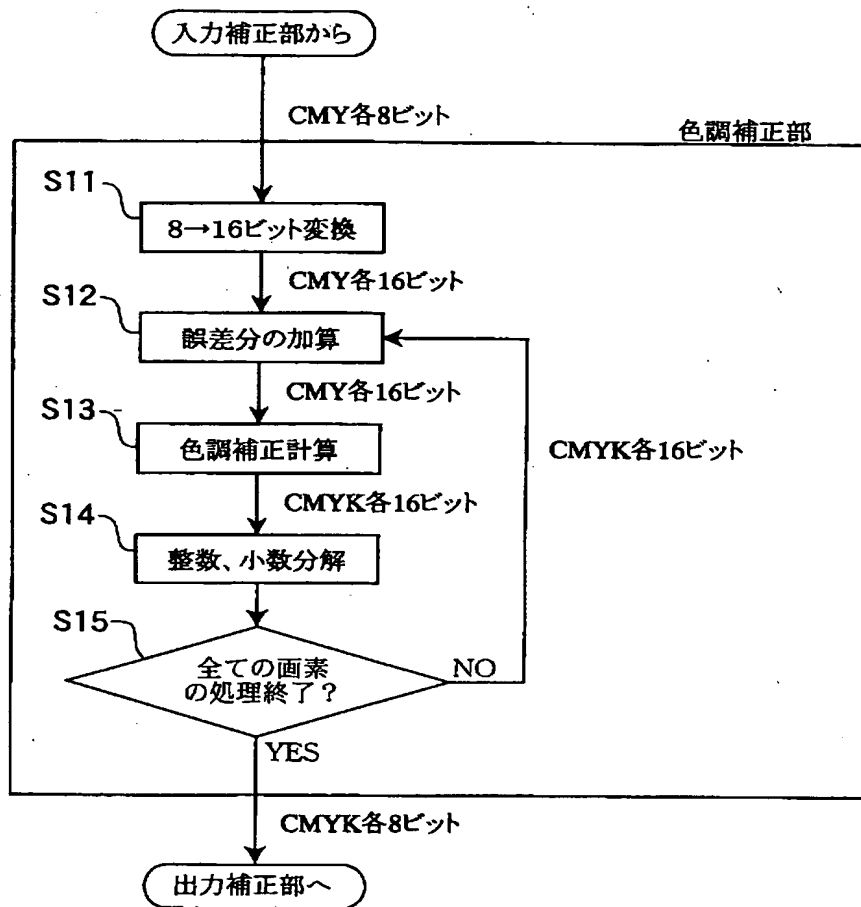 入力補正部から
CMY各8ビット
色調補正部
S11
8→16ビット変換
CMY各16ビット
S12
誤差分の加算
CMY各16ビット
S13
色調補正計算
CMYK各16ビット
CMYK各16ビット
S14
整数、小数分解
S15
全ての画素
の処理終了?
NO
YES
CMYK各8ビット
出力補正部へ